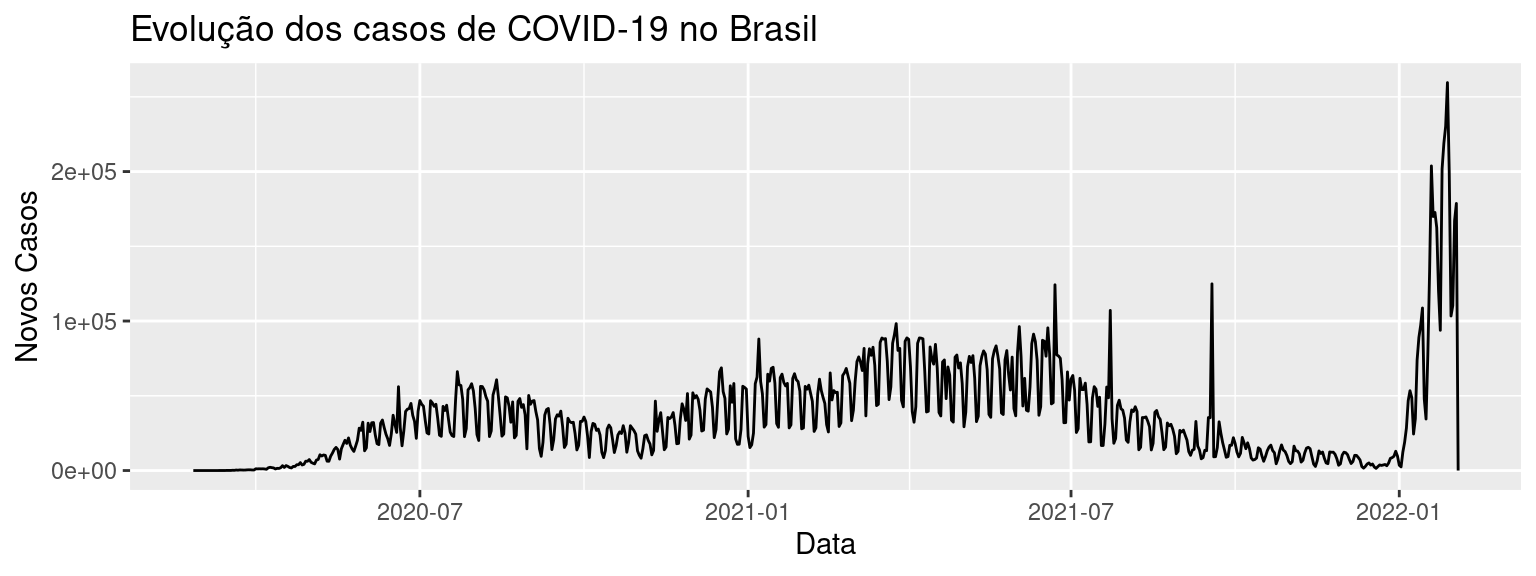 Evolução dos casos de COVID-19 no Brasil
Novos Casos
2e+05
1e+05
0e+00
2020-07 2021-01 2021-07 2022-01
Data